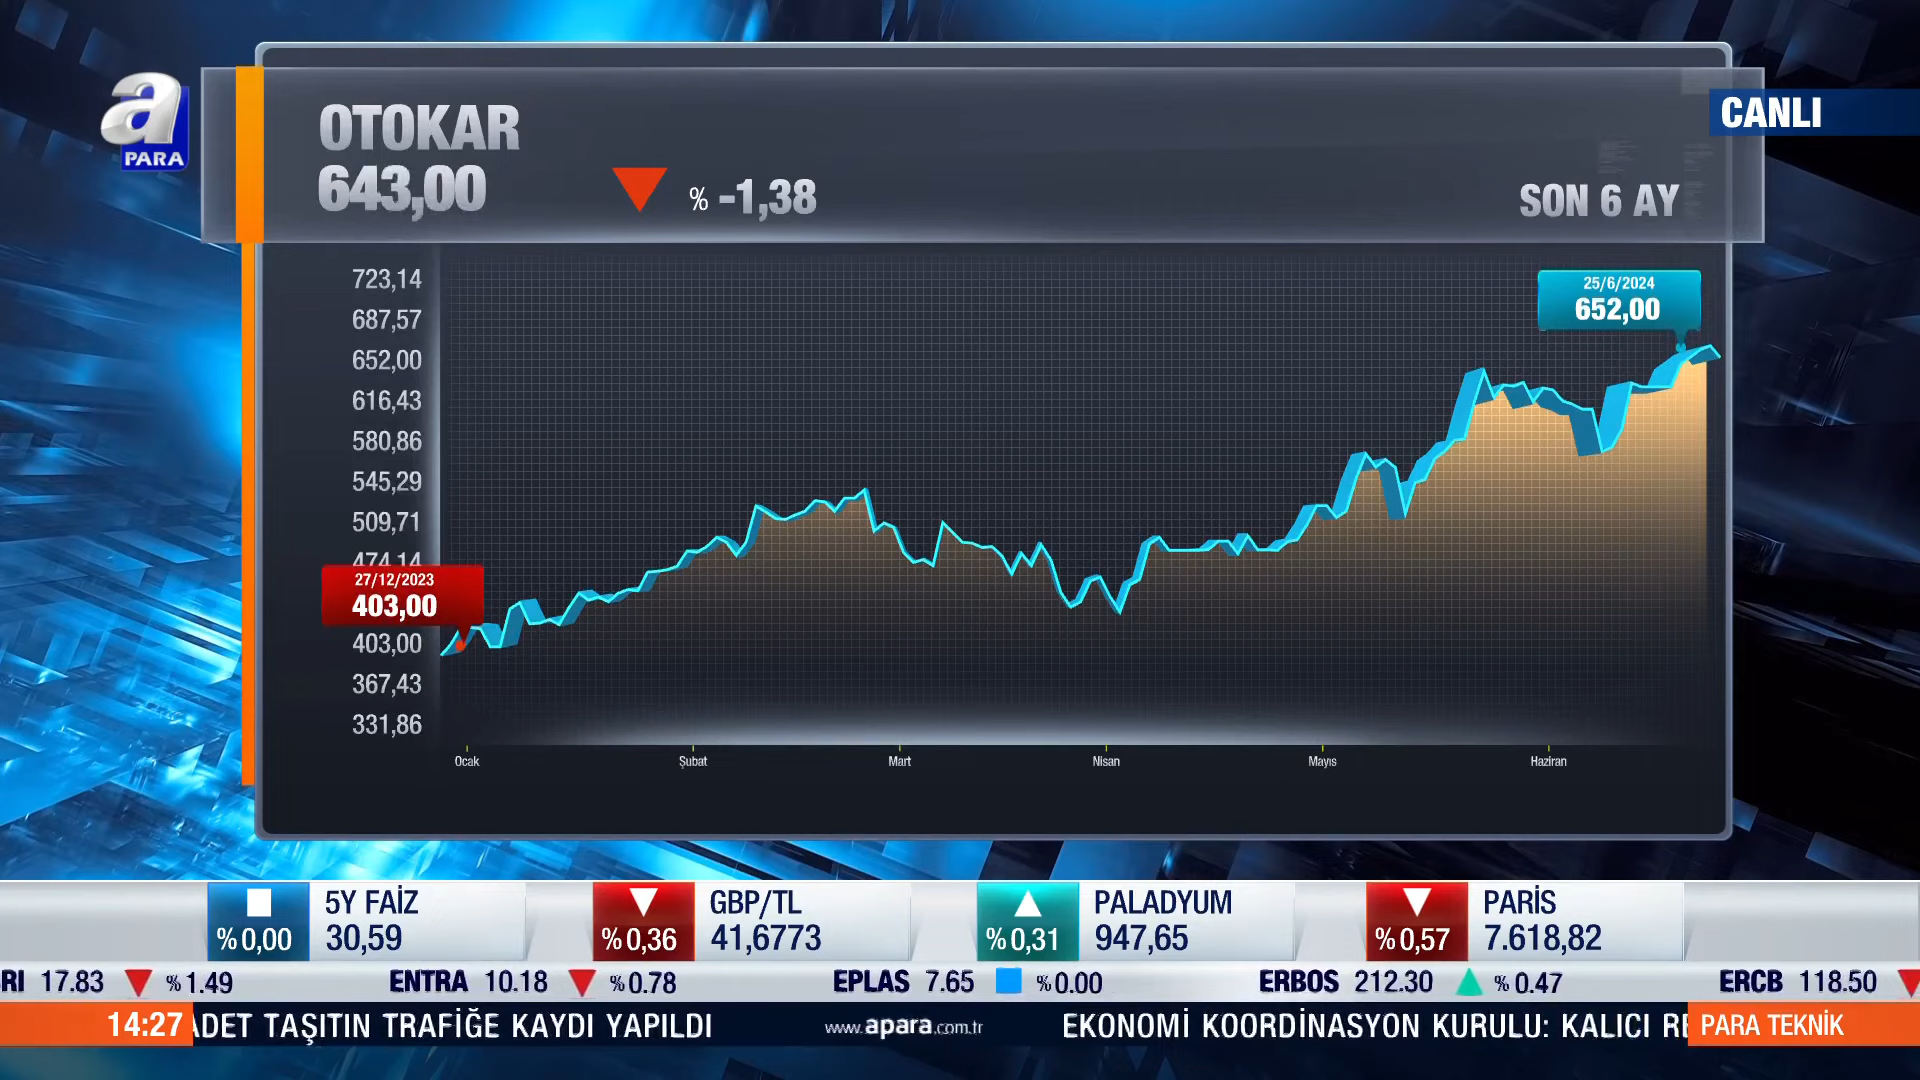 a
PARA
OTOKAR
643,00
% -1,38
CANLI
SON 6 AY
723,14
687,57
652,00
616,43
580,86
545,29
509,71
474,14
403,00
367,43
331,86
27/12/2023
403,00
25/6/2024
652,00
Ocak
Şubat
Mart
Nisan
Mayıs
Haziran
%0,00
5Y FAİZ
30,59
%0,36
GBP/TL
41,6773
%0,31
PALADYUM
947,65
%0,57
PARİS
7.618,82
RI 17.83 %1.49 ENTRA 10.18 %0.78 EPLAS 7.65 %0.00 ERBOS 212.30 %0.47 ERCB 118.50
14:27 ADET TAŞITIN TRAFİĞE KAYDI YAPILDI www.apara.com.tr EKONOMİ KOORDİNASYON KURULU: KALICI RE PARA TEKNİK